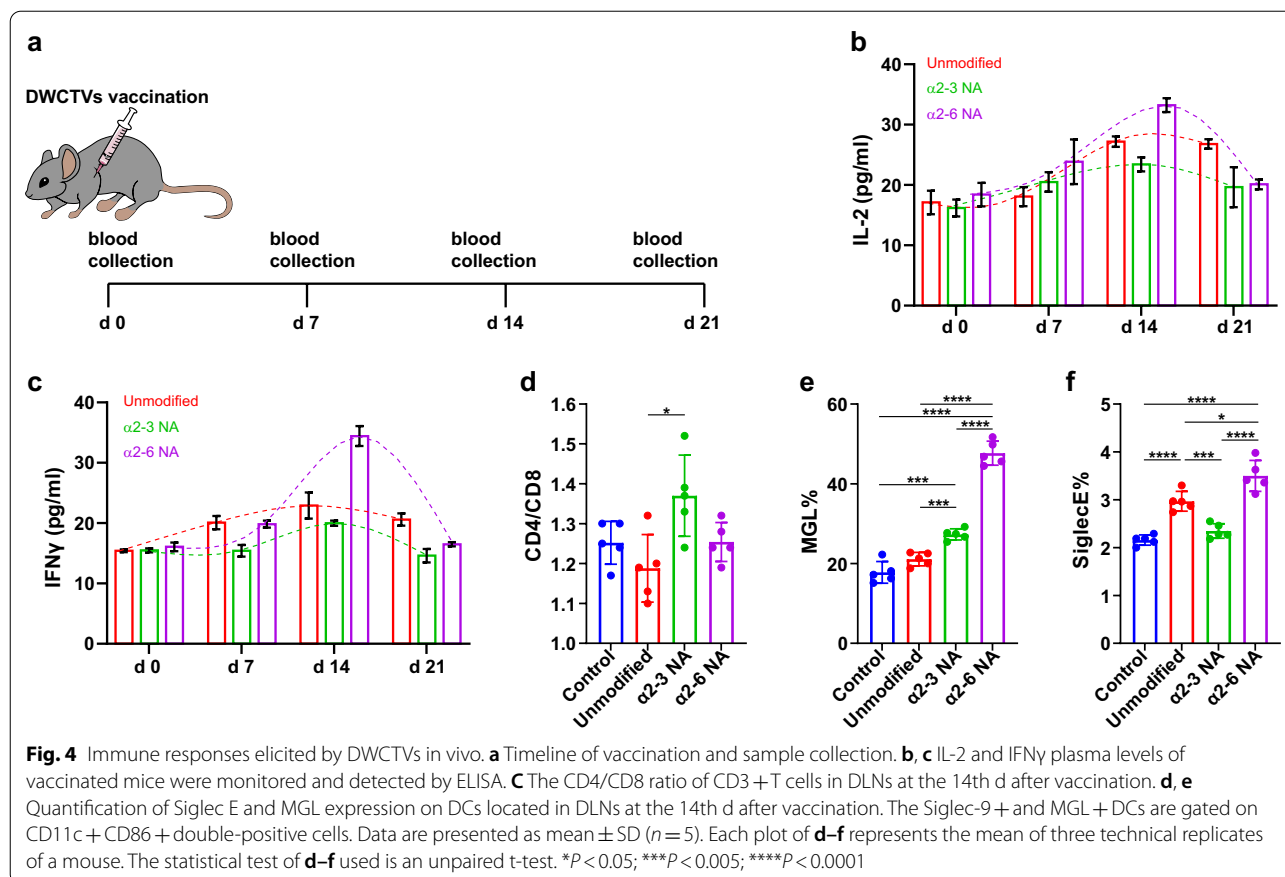 a
DWCTVs vaccination
blood collection
blood collection
blood collection
blood collection
d 0
d 7
d 14
d 21
b
Unmodified
α2-3 NA
α2-6 NA
IL-2 (pg/ml)
40
30
20
10
0
d 0
d 7
d 14
d 21
c
Unmodified
α2-3 NA
α2-6 NA
IFNγ (pg/ml)
40
30
20
10
0
d 0
d 7
d 14
d 21
d
CD4/CD8
1.6
1.5
1.4
1.3
1.2
1.1
1.0
*
Control
Unmodified
α2-3 NA
α2-6 NA
e
MGL%
60
40
20
0
****
****
****
***
***
Control
Unmodified
α2-3 NA
α2-6 NA
f
SiglecE%
5
4
3
2
1
0
****
*
****
***
****
Control
Unmodified
α2-3 NA
α2-6 NA
Fig. 4 Immune responses elicited by DWCTVs in vivo. a Timeline of vaccination and sample collection. b, c IL-2 and IFNγ plasma levels of
vaccinated mice were monitored and detected by ELISA. C The CD4/CD8 ratio of CD3+T cells in DLNs at the 14th d after vaccination. d, e
Quantification of Siglec E and MGL expression on DCs located in DLNs at the 14th d after vaccination. The Siglec-9+and MGL+DCs are gated on
CD11c+CD86+double-positive cells. Data are presented as mean±SD (n=5). Each plot of d–f represents the mean of three technical replicates
of a mouse. The statistical test of d–f used is an unpaired t-test. *P<0.05; ***P<0.005; ****P<0.0001